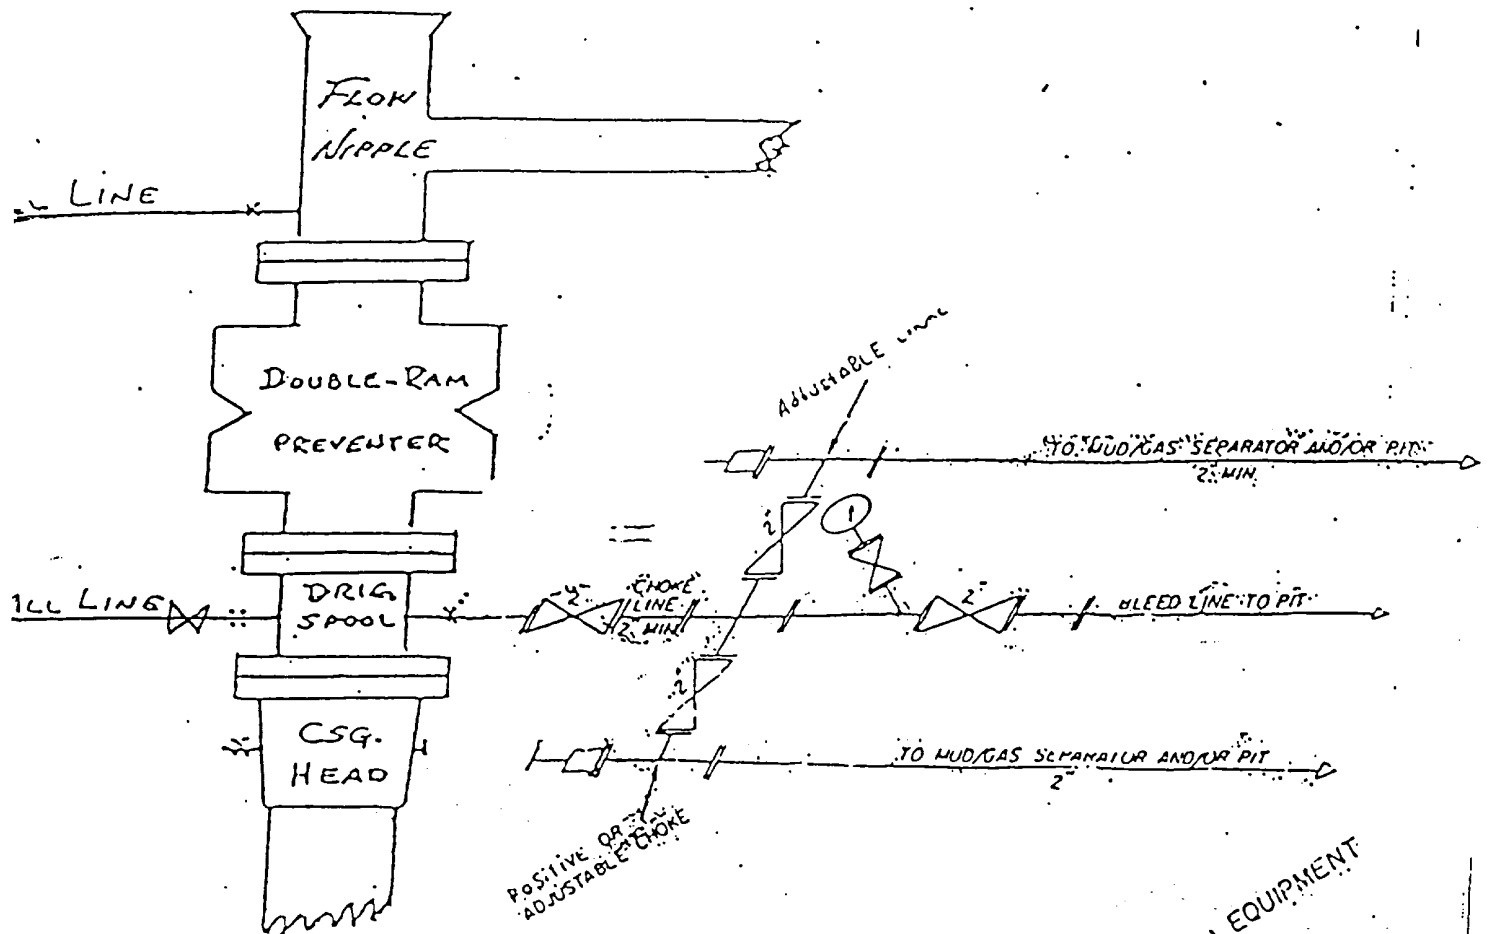 FLOW
NIPPLE
LINE
DOUBLE-RAM
PREVENTER
ADJUSTABLE
TO MUD/GAS SEPARATOR AND/OR PIT
2" MIN
2"
1
LINE
DRLG
SPOOL
2"
CHOKE
LINE
2" MIN
2"
BLEED LINE TO PIT
2"
CSG.
HEAD
TO MUD/GAS SEPARATOR AND/OR PIT
2"
POSITIVE OR
ADJUSTABLE CHOKE
EQUIPMENT